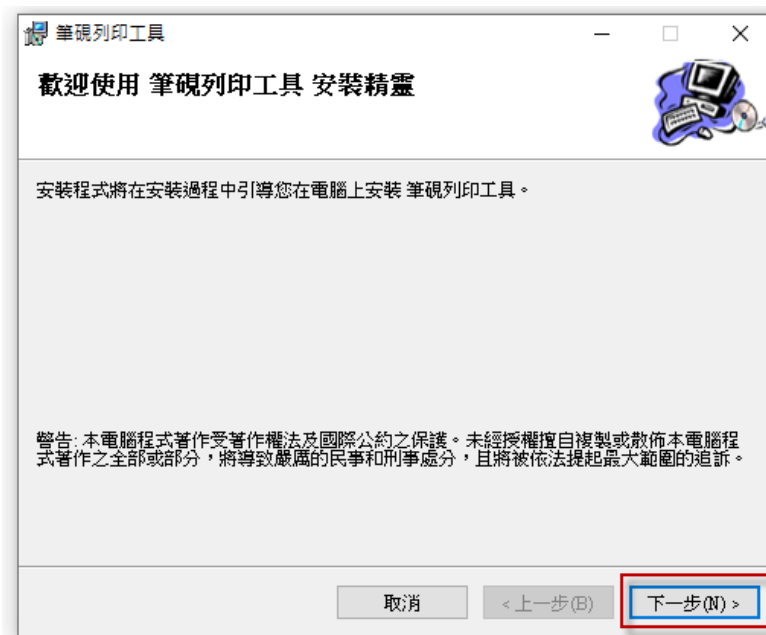 筆硯列印工具
歡迎使用 筆硯列印工具 安裝精靈
安裝程式將在安裝過程中引導您在電腦上安裝 筆硯列印工具。
警告: 本電腦程式著作受著作權法及國際公約之保護。未經授權擅自複製或散佈本電腦程
式著作之全部或部分，將導致嚴厲的民事和刑事處分，且將被依法提起最大範圍的追訴。
取消
< 上一步(B)
下一步(N) >